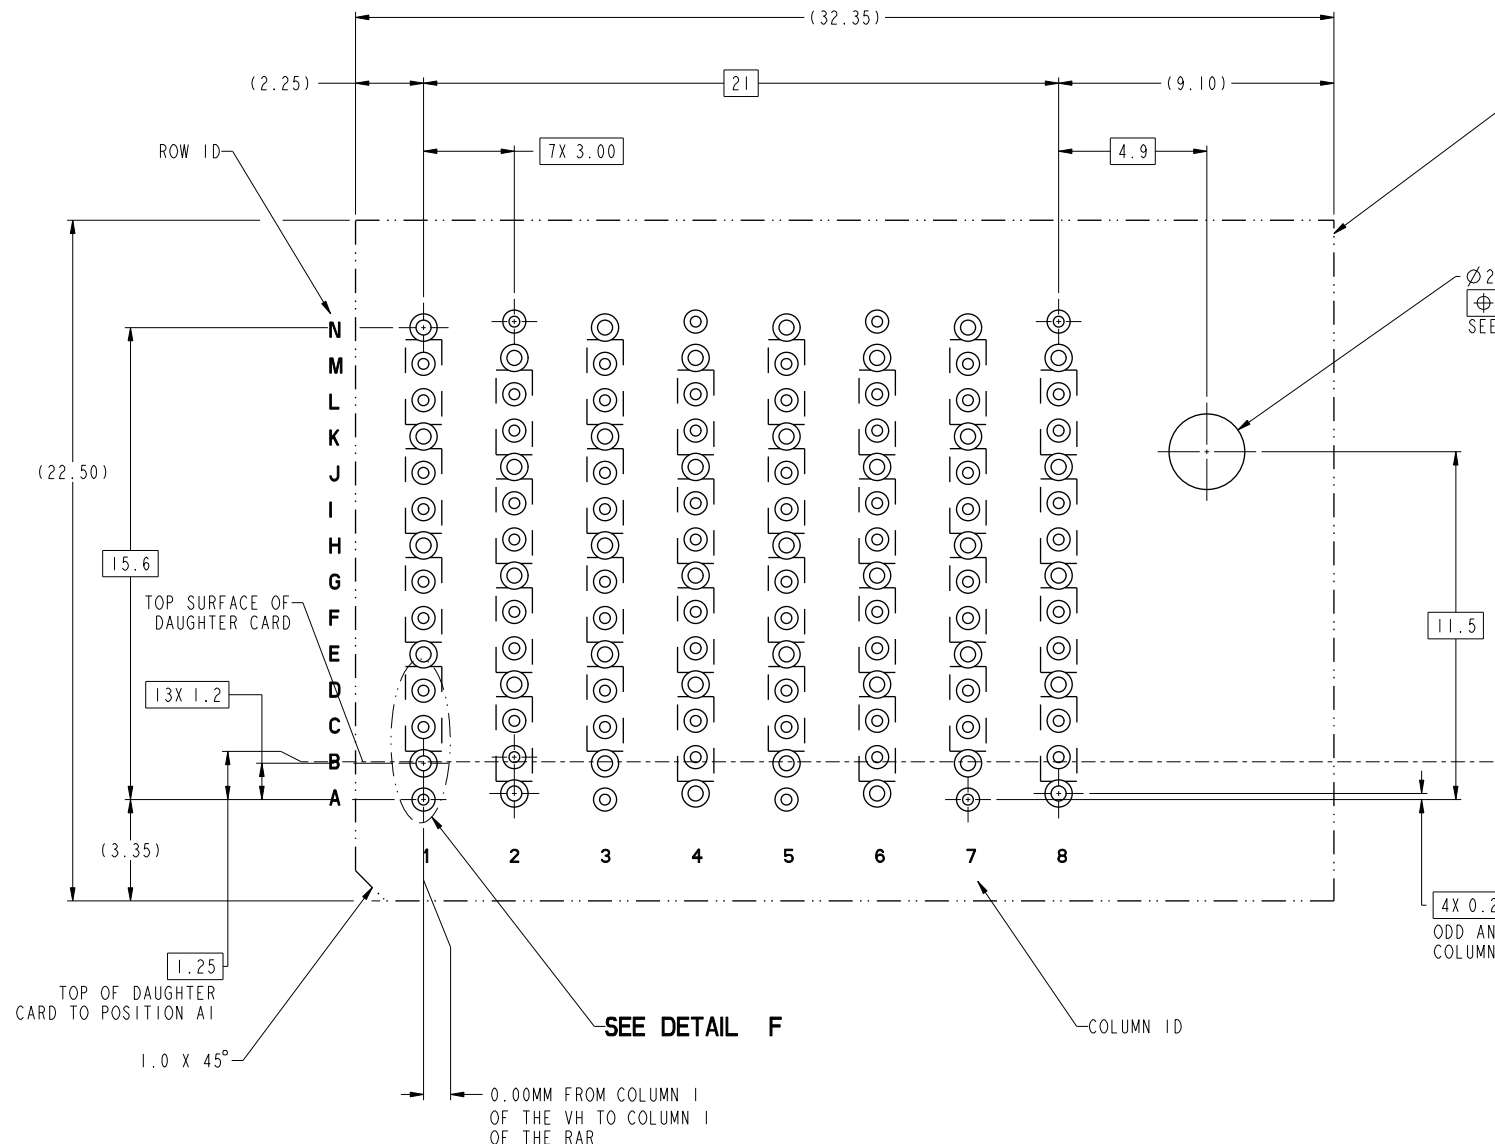 (32.35)
(2.25)
21
(9.10)
7X 3.00
4.9
ROW ID
Ø2
SEE
N
M
L
K
J
I
H
G
F
E
D
C
B
A
(22.50)
15.6
TOP SURFACE OF
DAUGHTER CARD
11.5
13X 1.2
(3.35)
1 2 3 4 5 6 7 8
4X 0.2
ODD AN
COLUMN
1.25
TOP OF DAUGHTER
CARD TO POSITION A1
SEE DETAIL F
COLUMN ID
1.0 X 45°
0.00MM FROM COLUMN 1
OF THE VH TO COLUMN 1
OF THE RAR